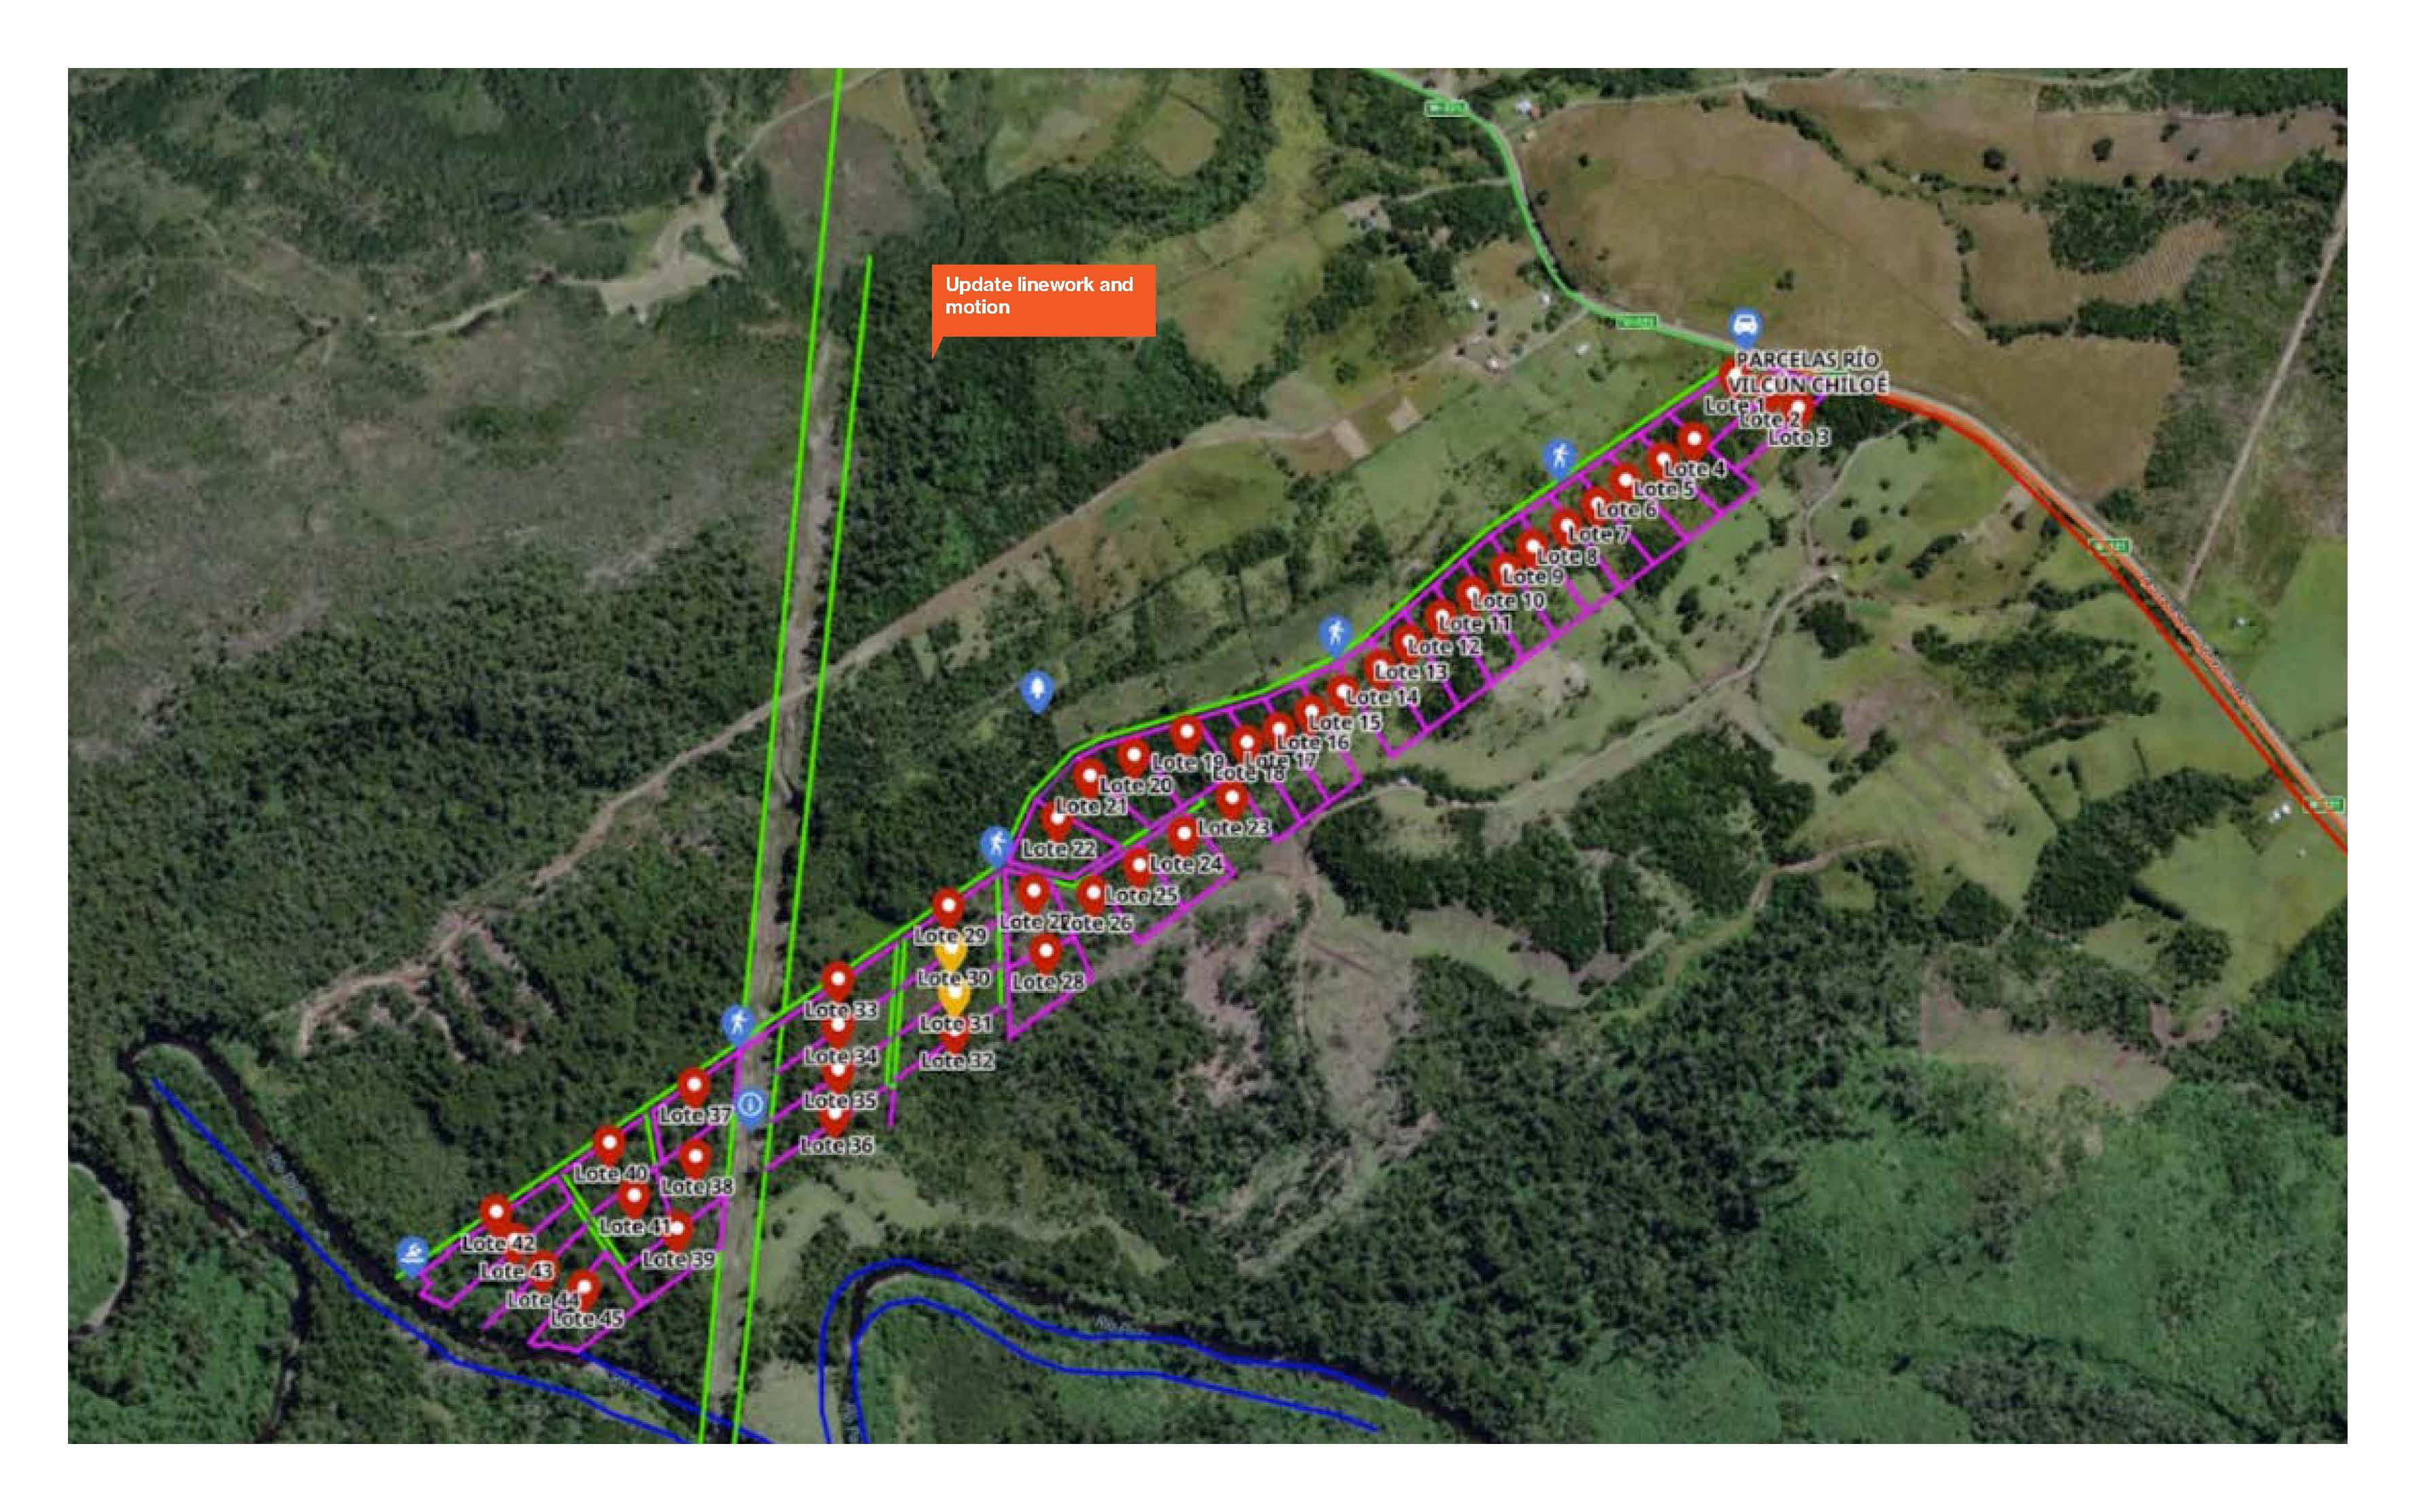 Update linework and
motion
PARCELAS RÍO
VILCUN CHILOÉ
Lote 1
Lote 2
Lote 3
Lote 4
Lote 5
Lote 6
Lote 7
Lote 8
Lote 9
Lote 10
Lote 11
Lote 12
Lote 13
Lote 14
Lote 15
Lote 16
Lote 17
Lote 18
Lote 19
Lote 20
Lote 21
Lote 22
Lote 23
Lote 24
Lote 25
Lote 26
Lote 27
Lote 28
Lote 29
Lote 30
Lote 31
Lote 32
Lote 33
Lote 34
Lote 35
Lote 36
Lote 37
Lote 38
Lote 39
Lote 40
Lote 41
Lote 42
Lote 43
Lote 44
Lote 45